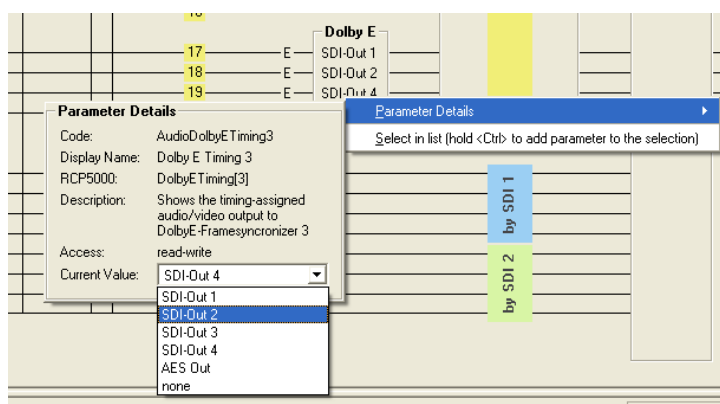 Dolby E
17 E SDI-Out 1
18 E SDI-Out 2
19 E SDI-Out 4
Parameter Details
Code: AudioDolbyETiming3
Display Name: Dolby E Timing 3
RCP5000: DolbyETiming[3]
Description: Shows the timing-assigned
audio/video output to
DolbyE-Framesyncronizer 3
Access: read-write
Current Value: SDI-Out 4
SDI-Out 1
SDI-Out 2
SDI-Out 3
SDI-Out 4
AES Out
none
Parameter Details
Select in list (hold <Ctrl> to add parameter to the selection)
by SDI 1
by SDI 2